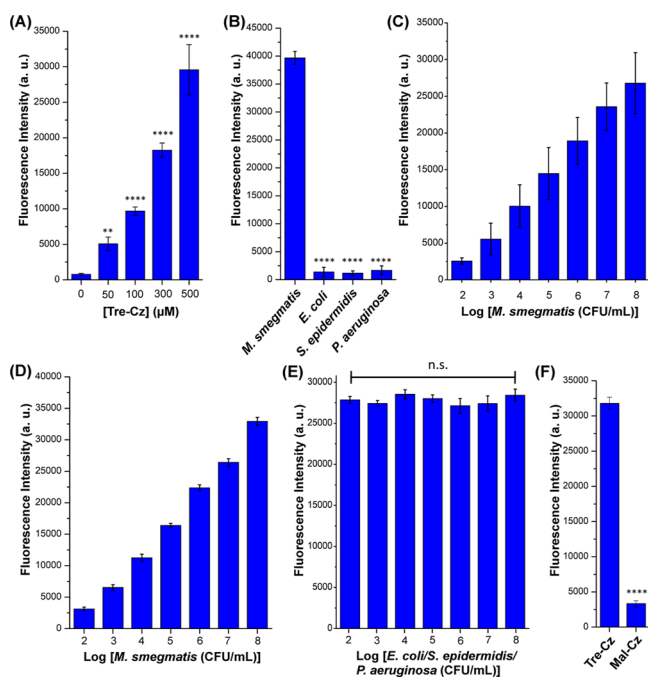 (A)
Fluorescence Intensity (a. u.)
35000
30000
25000
20000
15000
10000
5000
0
**
****
****
****
0 50 100 300 500
[Tre-Cz] (µM)
(B)
Fluorescence Intensity (a. u.)
45000
40000
35000
30000
25000
20000
15000
10000
5000
0
**** **** ****
M. smegmatis
E. coli
S. epidermidis
P. aeruginosa
(C)
Fluorescence Intensity (a. u.)
35000
30000
25000
20000
15000
10000
5000
0
2 3 4 5 6 7 8
Log [M. smegmatis (CFU/mL)]
(D)
Fluorescence Intensity (a. u.)
40000
35000
30000
25000
20000
15000
10000
5000
0
2 3 4 5 6 7 8
Log [M. smegmatis (CFU/mL)]
(E)
Fluorescence Intensity (a. u.)
n.s.
30000
25000
20000
15000
10000
5000
0
2 3 4 5 6 7 8
Log [E. coli/S. epidermidis/
P. aeruginosa (CFU/mL)]
(F)
Fluorescence Intensity (a. u.)
35000
30000
25000
20000
15000
10000
5000
0
****
Tre-Cz
Mal-Cz